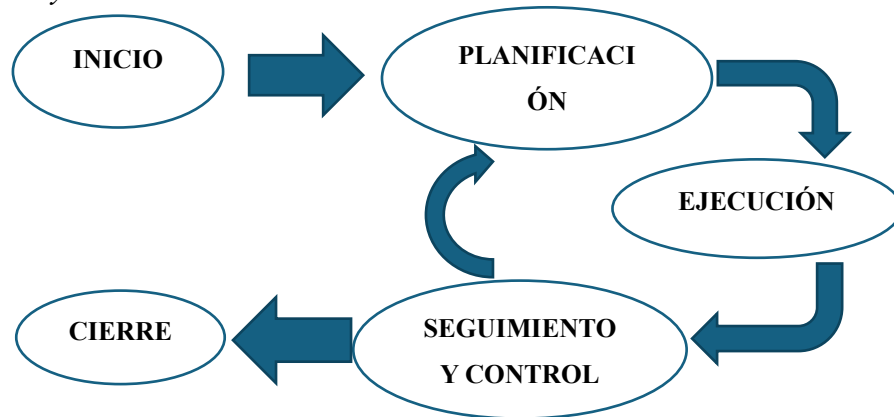 INICIO
PLANIFICACI
ÓN
EJECUCIÓN
SEGUIMIENTO
Y CONTROL
CIERRE